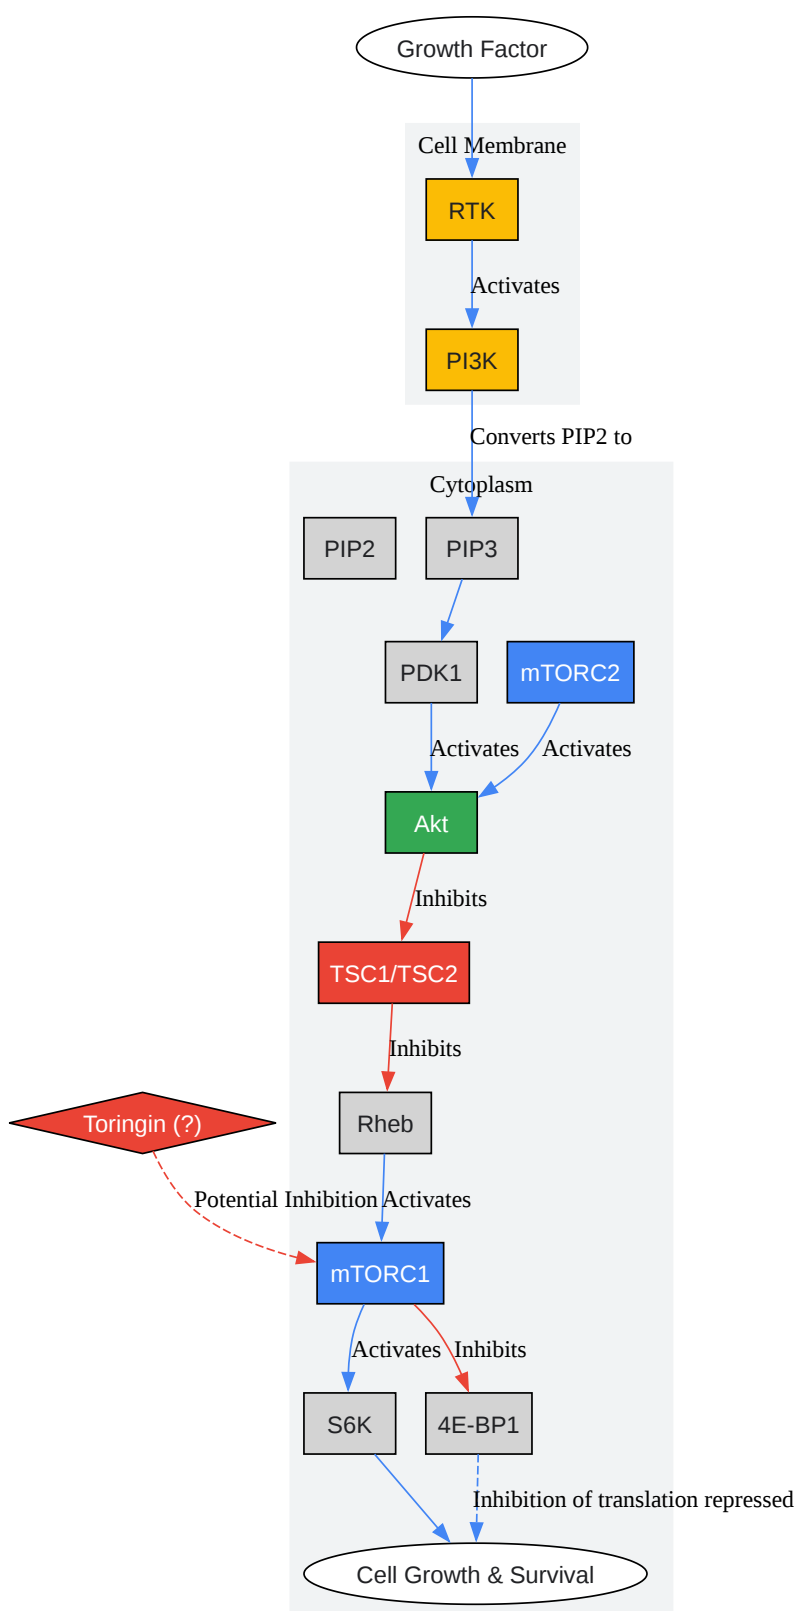 Growth Factor
Cell Membrane
RTK
Activates
PI3K
Converts PIP2 to
Cytoplasm
PIP2
PIP3
PDK1
mTORC2
Activates
Activates
Akt
Inhibits
TSC1/TSC2
Inhibits
Toringin (?)
Rheb
Potential Inhibition
Activates
mTORC1
Activates
Inhibits
S6K
4E-BP1
Inhibition of translation repressed
Cell Growth & Survival